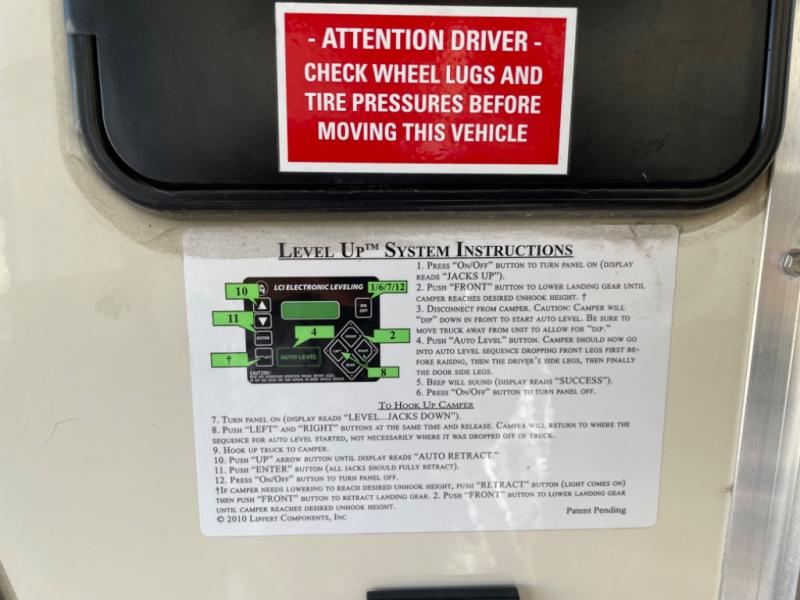 - ATTENTION DRIVER -
CHECK WHEEL LUGS AND
TIRE PRESSURES BEFORE
MOVING THIS VEHICLE
LEVEL UP™ SYSTEM INSTRUCTIONS
LCI ELECTRONIC LEVELING
10
1/6/7/12
ON
OFF
11
4
2
FRONT
ENTER
LEFT
RIGHT
†
AUTO LEVEL
REAR
8
CAUTION!
1. PRESS "ON/OFF" BUTTON TO TURN PANEL ON (DISPLAY
READS "JACKS UP").
2. PUSH "FRONT" BUTTON TO LOWER LANDING GEAR UNTIL
CAMPER REACHES DESIRED UNHOOK HEIGHT. †
3. DISCONNECT FROM CAMPER. CAUTION: CAMPER WILL
"DIP" DOWN IN FRONT TO START AUTO LEVEL. BE SURE TO
MOVE TRUCK AWAY FROM UNIT TO ALLOW FOR "DIP."
4. PUSH "AUTO LEVEL" BUTTON. CAMPER SHOULD NOW GO
INTO AUTO LEVEL SEQUENCE DROPPING FRONT LEGS FIRST BE-
FORE RAISING, THEN THE DRIVER'S SIDE LEGS, THEN FINALLY
THE DOOR SIDE LEGS.
5. BEEP WILL SOUND (DISPLAY READS "SUCCESS").
6. PRESS "ON/OFF" BUTTON TO TURN PANEL OFF.
TO HOOK UP CAMPER
7. TURN PANEL ON (DISPLAY READS "LEVEL...JACKS DOWN").
8. PUSH "LEFT" AND "RIGHT" BUTTONS AT THE SAME TIME AND RELEASE. CAMPER WILL RETURN TO WHERE THE
SEQUENCE FOR AUTO LEVEL STARTED, NOT NECESSARILY WHERE IT WAS DROPPED OFF OF TRUCK.
9. HOOK UP TRUCK TO CAMPER.
10. PUSH "UP" ARROW BUTTON UNTIL DISPLAY READS "AUTO RETRACT."
11. PUSH "ENTER" BUTTON (ALL JACKS SHOULD FULLY RETRACT).
12. PRESS "ON/OFF" BUTTON TO TURN PANEL OFF.
†IF CAMPER NEEDS LOWERING TO REACH DESIRED UNHOOK HEIGHT, PUSH "RETRACT" BUTTON (LIGHT COMES ON)
THEN PUSH "FRONT" BUTTON TO RETRACT LANDING GEAR. 2. PUSH "FRONT" BUTTON TO LOWER LANDING GEAR
UNTIL CAMPER REACHES DESIRED HEIGHT.
© 2010 LIPPERT COMPONENTS, INC
Patent Pending